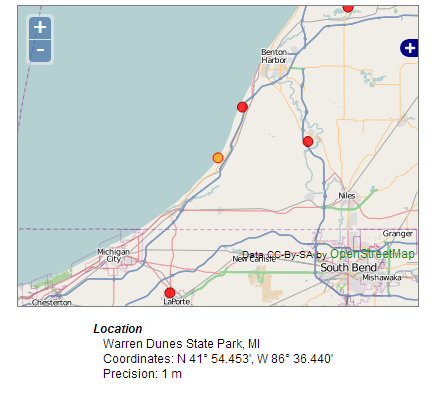 +
-
+
Benton
Harbor
Niles
Granger
Michigan
City
New Carlisle
Data CC-By-SA by OpenStreetMap
South Bend
Mishawaka
Chesterton
LaPorte
Location
Warren Dunes State Park, MI
Coordinates: N 41° 54.453', W 86° 36.440'
Precision: 1 m